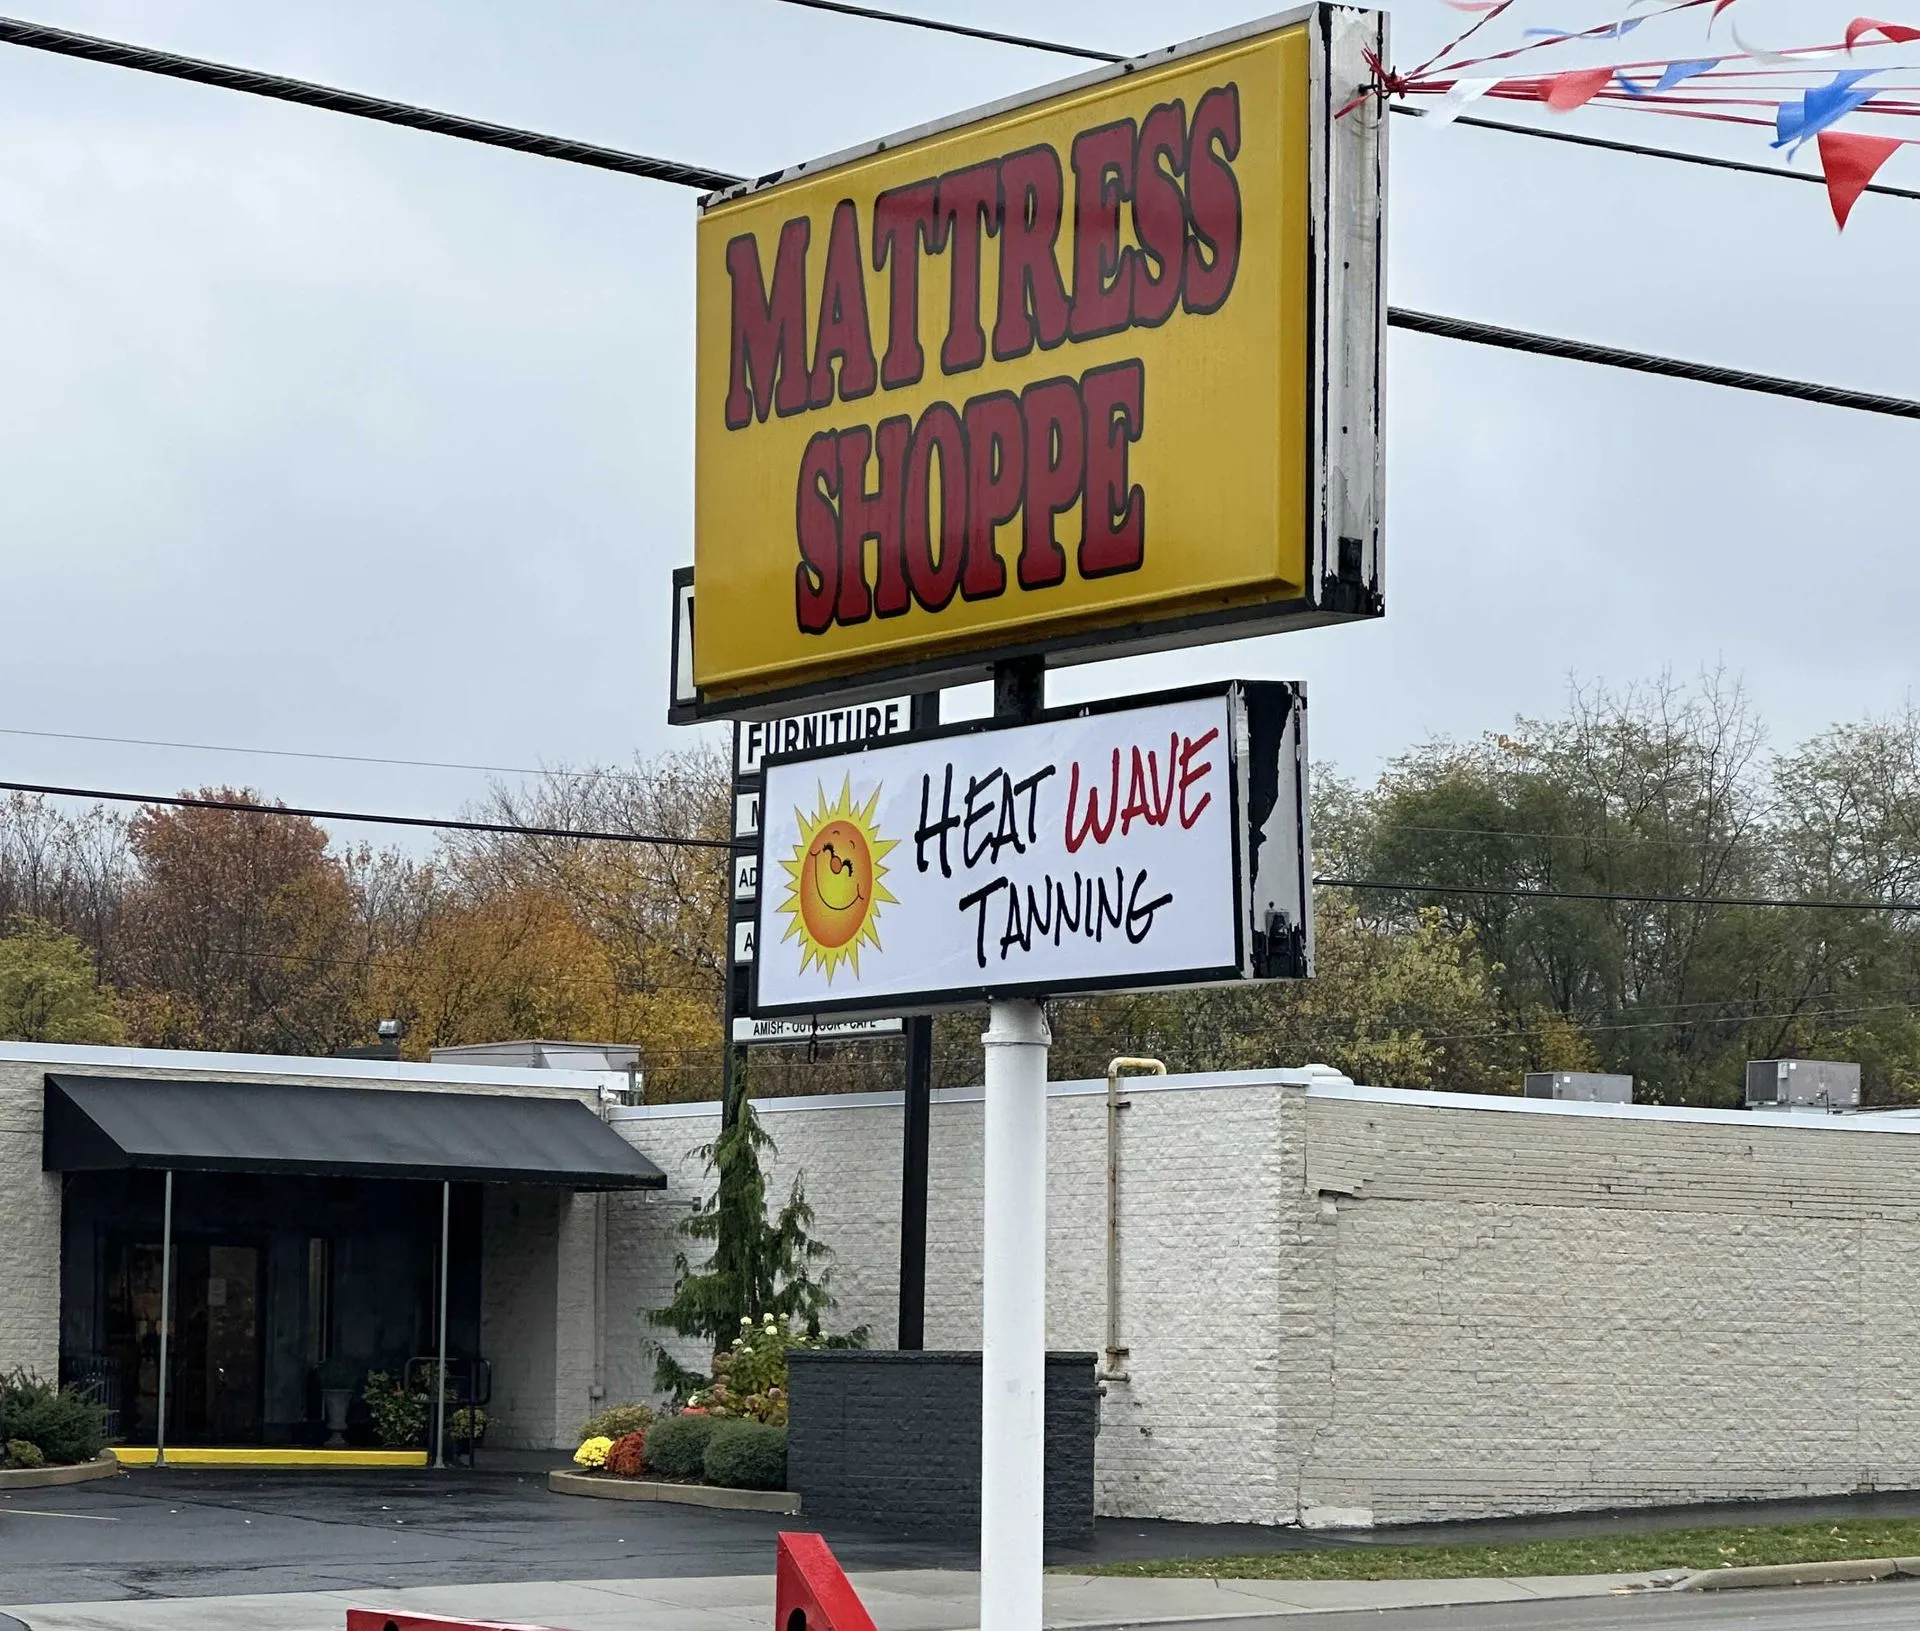 MATTRESS
SHOPPE
FURNITURE
HEAT WAVE
TANNING